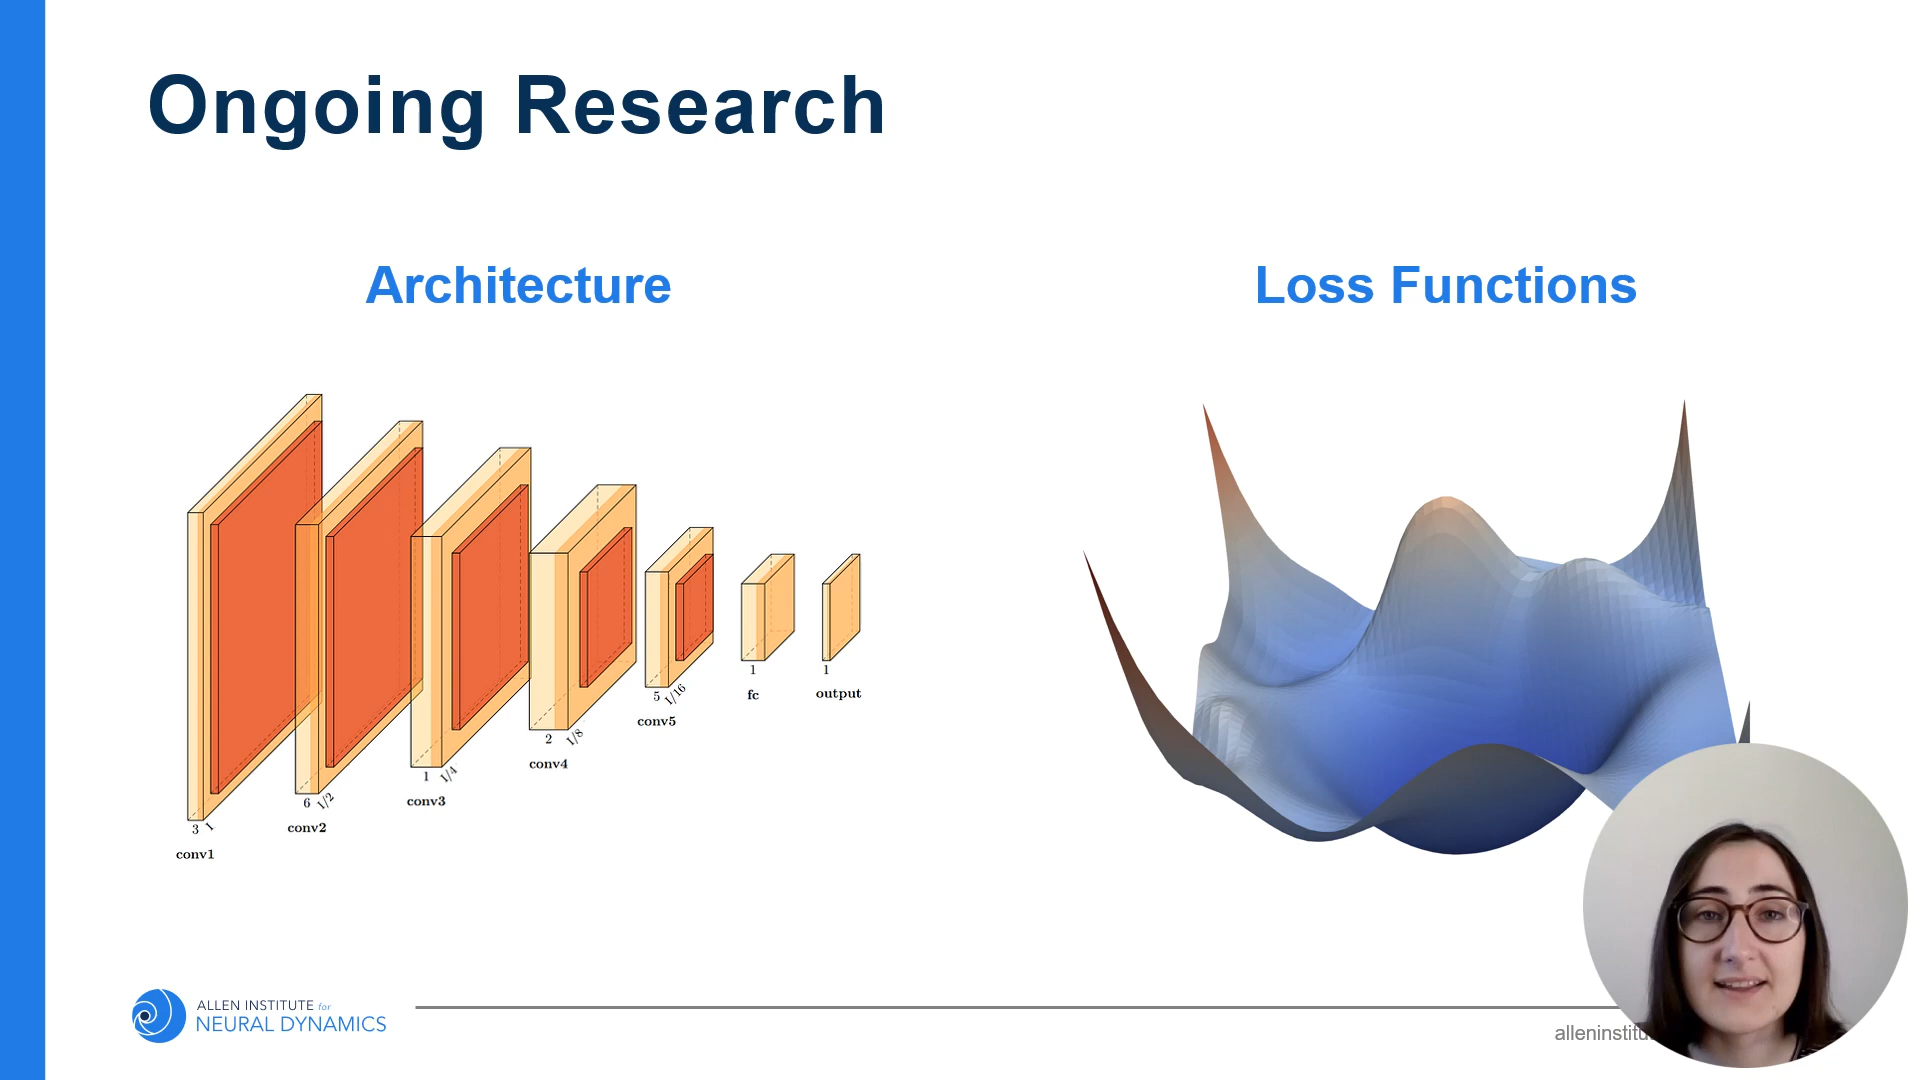 Ongoing Research
Architecture
Loss Functions
3 1
conv1
6 1/2
conv2
1 1/4
conv3
2 1/8
conv4
5 1/16
conv5
1
fc
1
output
ALLEN INSTITUTE for
NEURAL DYNAMICS